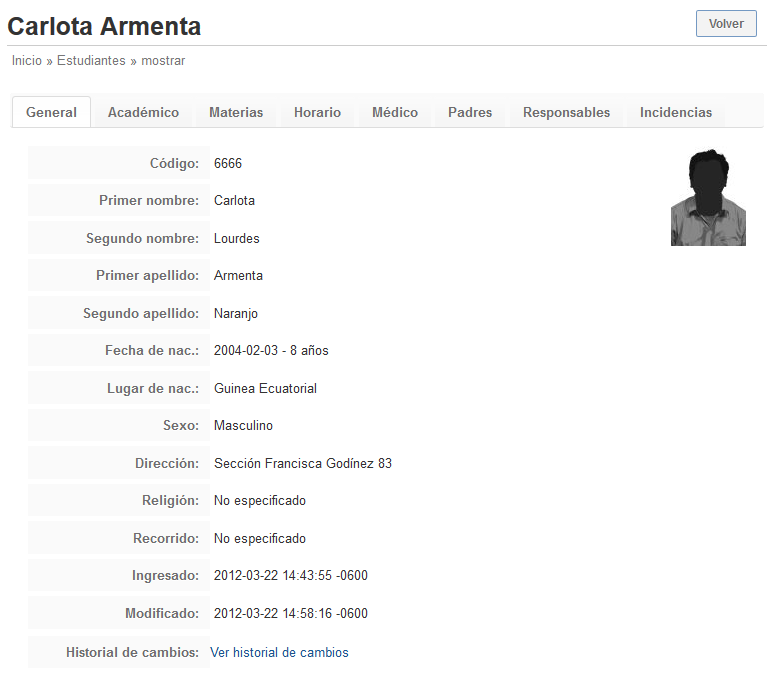 Carlota Armenta
Volver
Inicio » Estudiantes » mostrar
General Académico Materias Horario Médico Padres Responsables Incidencias
Código: 6666
Primer nombre: Carlota
Segundo nombre: Lourdes
Primer apellido: Armenta
Segundo apellido: Naranjo
Fecha de nac.: 2004-02-03 - 8 años
Lugar de nac.: Guinea Ecuatorial
Sexo: Masculino
Dirección: Sección Francisca Godínez 83
Religión: No especificado
Recorrido: No especificado
Ingresado: 2012-03-22 14:43:55 -0600
Modificado: 2012-03-22 14:58:16 -0600
Historial de cambios: Ver historial de cambios